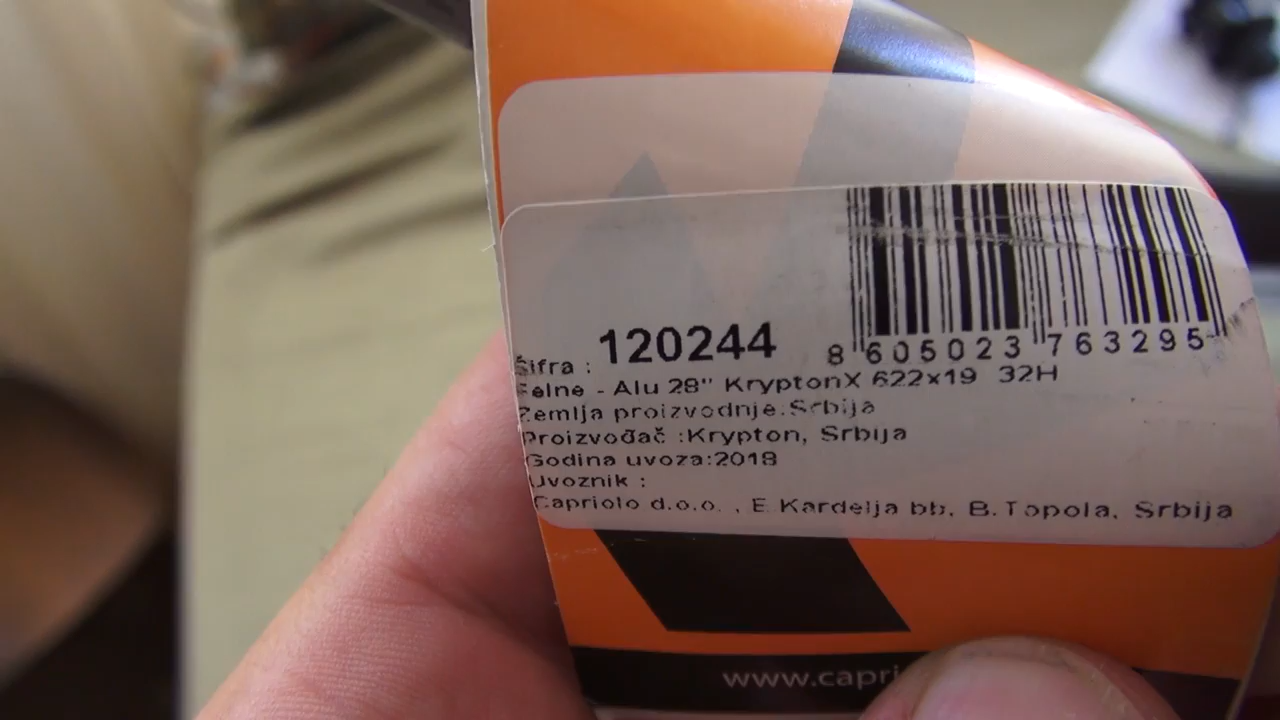 8 605023 763295
Šifra : 120244
Felne - Alu 28" KryptonX 622x19 32H
Zemlja proizvodnje:Srbija
Proizvođač :Krypton, Srbija
Godina uvoza:2018
Uvoznik :
Capriolo d.o.o. , E.Kardelja bb, B.Topola, Srbija
www.capri